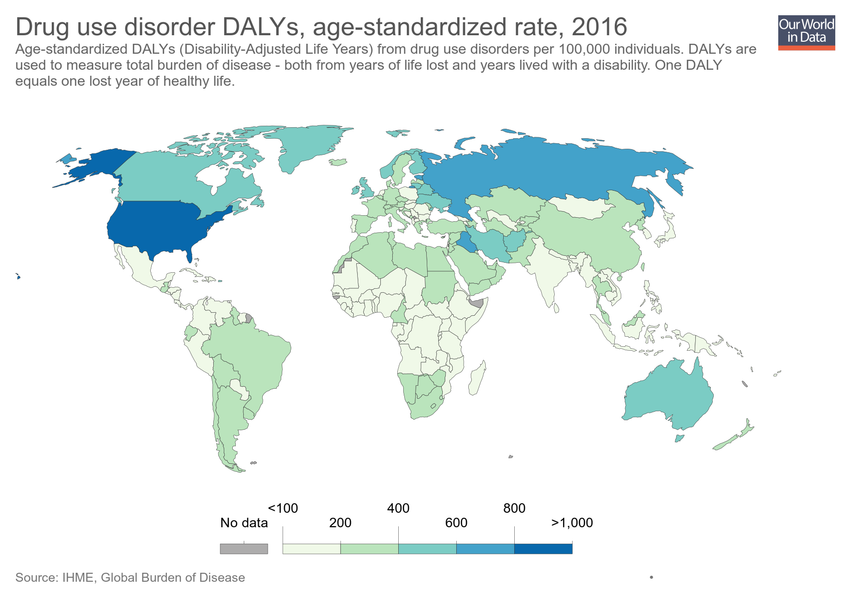 Drug use disorder DALYs, age-standardized rate, 2016
Our World
in Data
Age-standardized DALYs (Disability-Adjusted Life Years) from drug use disorders per 100,000 individuals. DALYs are
used to measure total burden of disease - both from years of life lost and years lived with a disability. One DALY
equals one lost year of healthy life.
<100 400 800
No data 200 600 >1,000
Source: IHME, Global Burden of Disease